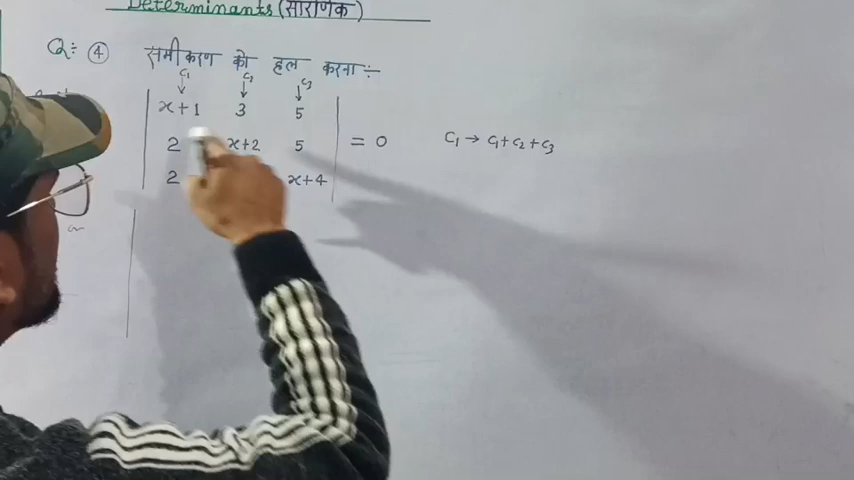 Determinants (सारणिक)
Q:- ④ समीकरण को हल करना :-
C₁ C₂ C₃
x+1 3 5
2 x+2 5 = 0 C₁ → C₁+C₂+C₃
2 x+4